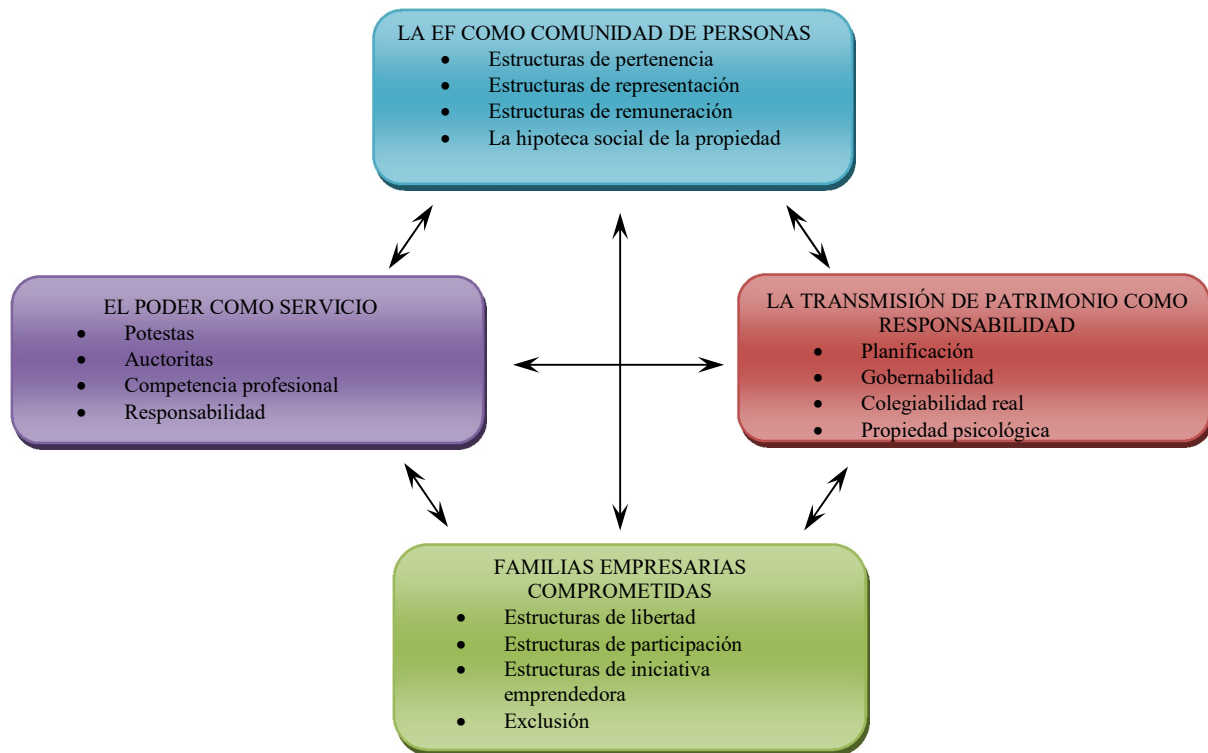 LA EF COMO COMUNIDAD DE PERSONAS
• Estructuras de pertenencia
• Estructuras de representación
• Estructuras de remuneración
• La hipoteca social de la propiedad
EL PODER COMO SERVICIO
• Potestas
• Auctoritas
• Competencia profesional
• Responsabilidad
LA TRANSMISIÓN DE PATRIMONIO COMO
RESPONSABILIDAD
• Planificación
• Gobernabilidad
• Colegiabilidad real
• Propiedad psicológica
FAMILIAS EMPRESARIAS
COMPROMETIDAS
• Estructuras de libertad
• Estructuras de participación
• Estructuras de iniciativa
emprendedora
• Exclusión